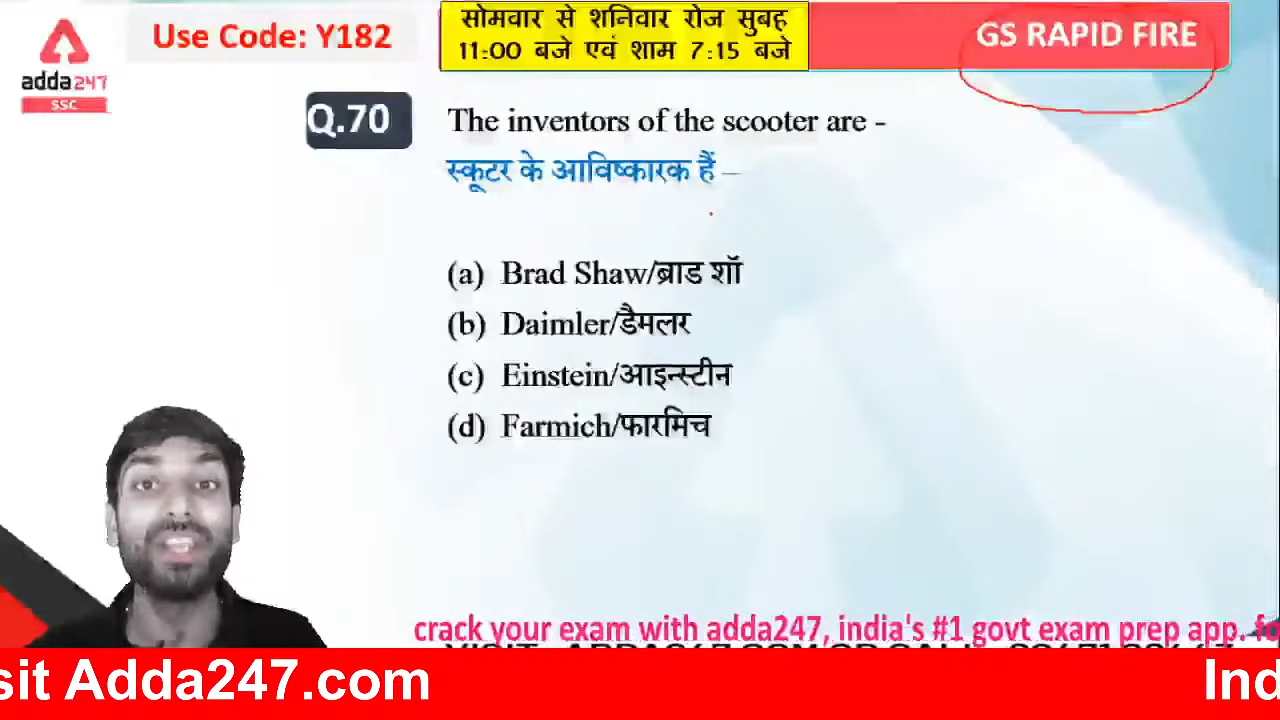 Use Code: Y182
सोमवार से शनिवार रोज सुबह
11:00 बजे एवं शाम 7:15 बजे
GS RAPID FIRE
adda247
SSC
Q.70
The inventors of the scooter are -
स्कूटर के आविष्कारक हैं –
(a) Brad Shaw/ब्राड शॉ
(b) Daimler/डैमलर
(c) Einstein/आइन्स्टीन
(d) Farmich/फारमिच
crack your exam with adda247, india's #1 govt exam prep app. fo
sit Adda247.com
Ind